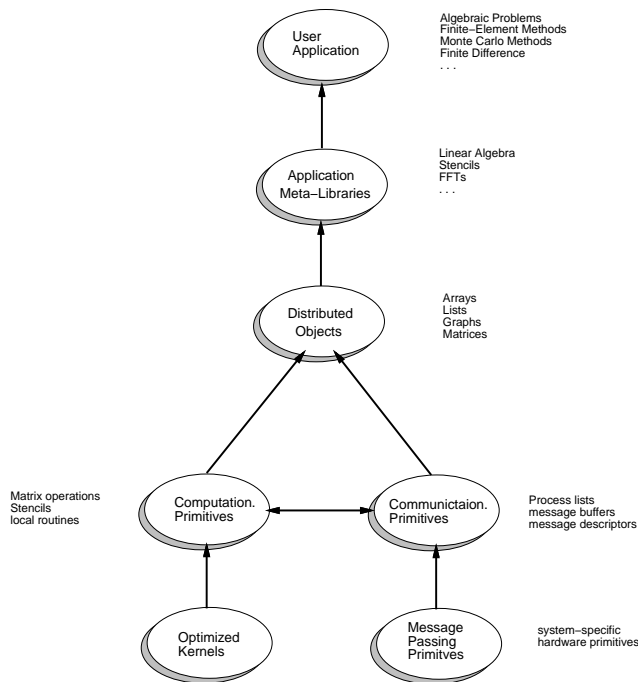 User
Application
Algebraic Problems
Finite−Element Methods
Monte Carlo Methods
Finite Difference
. . .
Application
Meta−Libraries
Linear Algebra
Stencils
FFTs
. . .
Distributed
Objects
Arrays
Lists
Graphs
Matrices
Matrix operations
Stencils
local routines
Computation.
Primitives
Communictaion.
Primitives
Process lists
message buffers
message descriptors
Optimized
Kernels
Message
Passing
Primitves
system−specific
hardware primitives